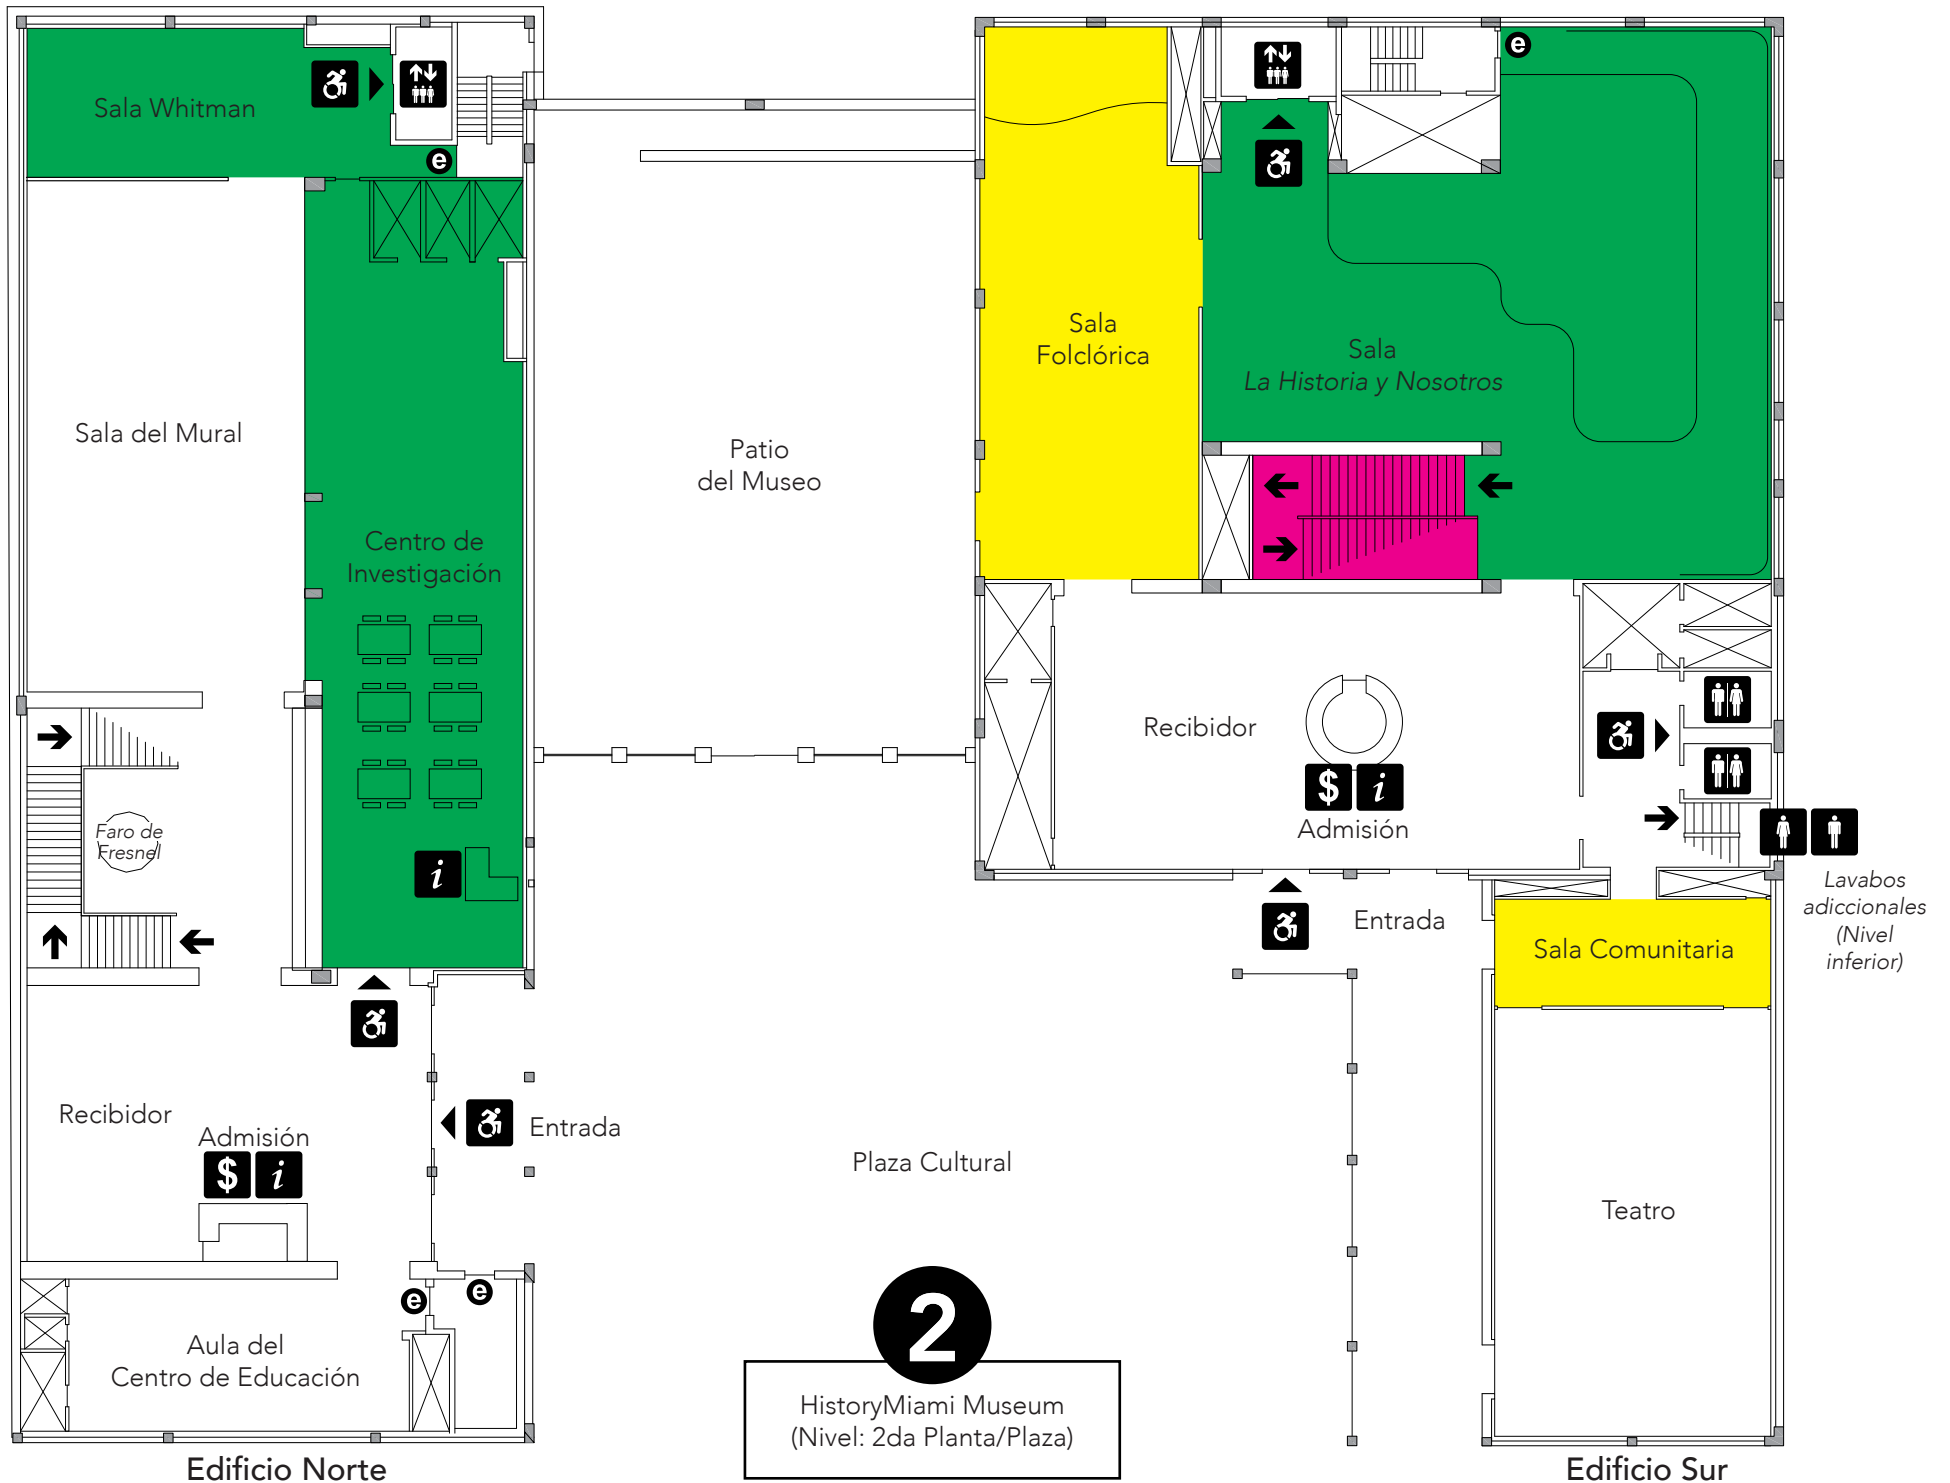 e
Sala Whitman
e
Sala
Folclórica
Sala
La Historia y Nosotros
Sala del Mural
Patio
del Museo
Centro de
Investigación
Recibidor
$ i
Admisión
Faro de
Fresnel
i
Lavabos
adiccionales
(Nivel
inferior)
Entrada
Sala Comunitaria
Recibidor
Admisión
$ i
Entrada
Plaza Cultural
Teatro
e
e
Aula del
Centro de Educación
2
HistoryMiami Museum
(Nivel: 2da Planta/Plaza)
Edificio Norte
Edificio Sur